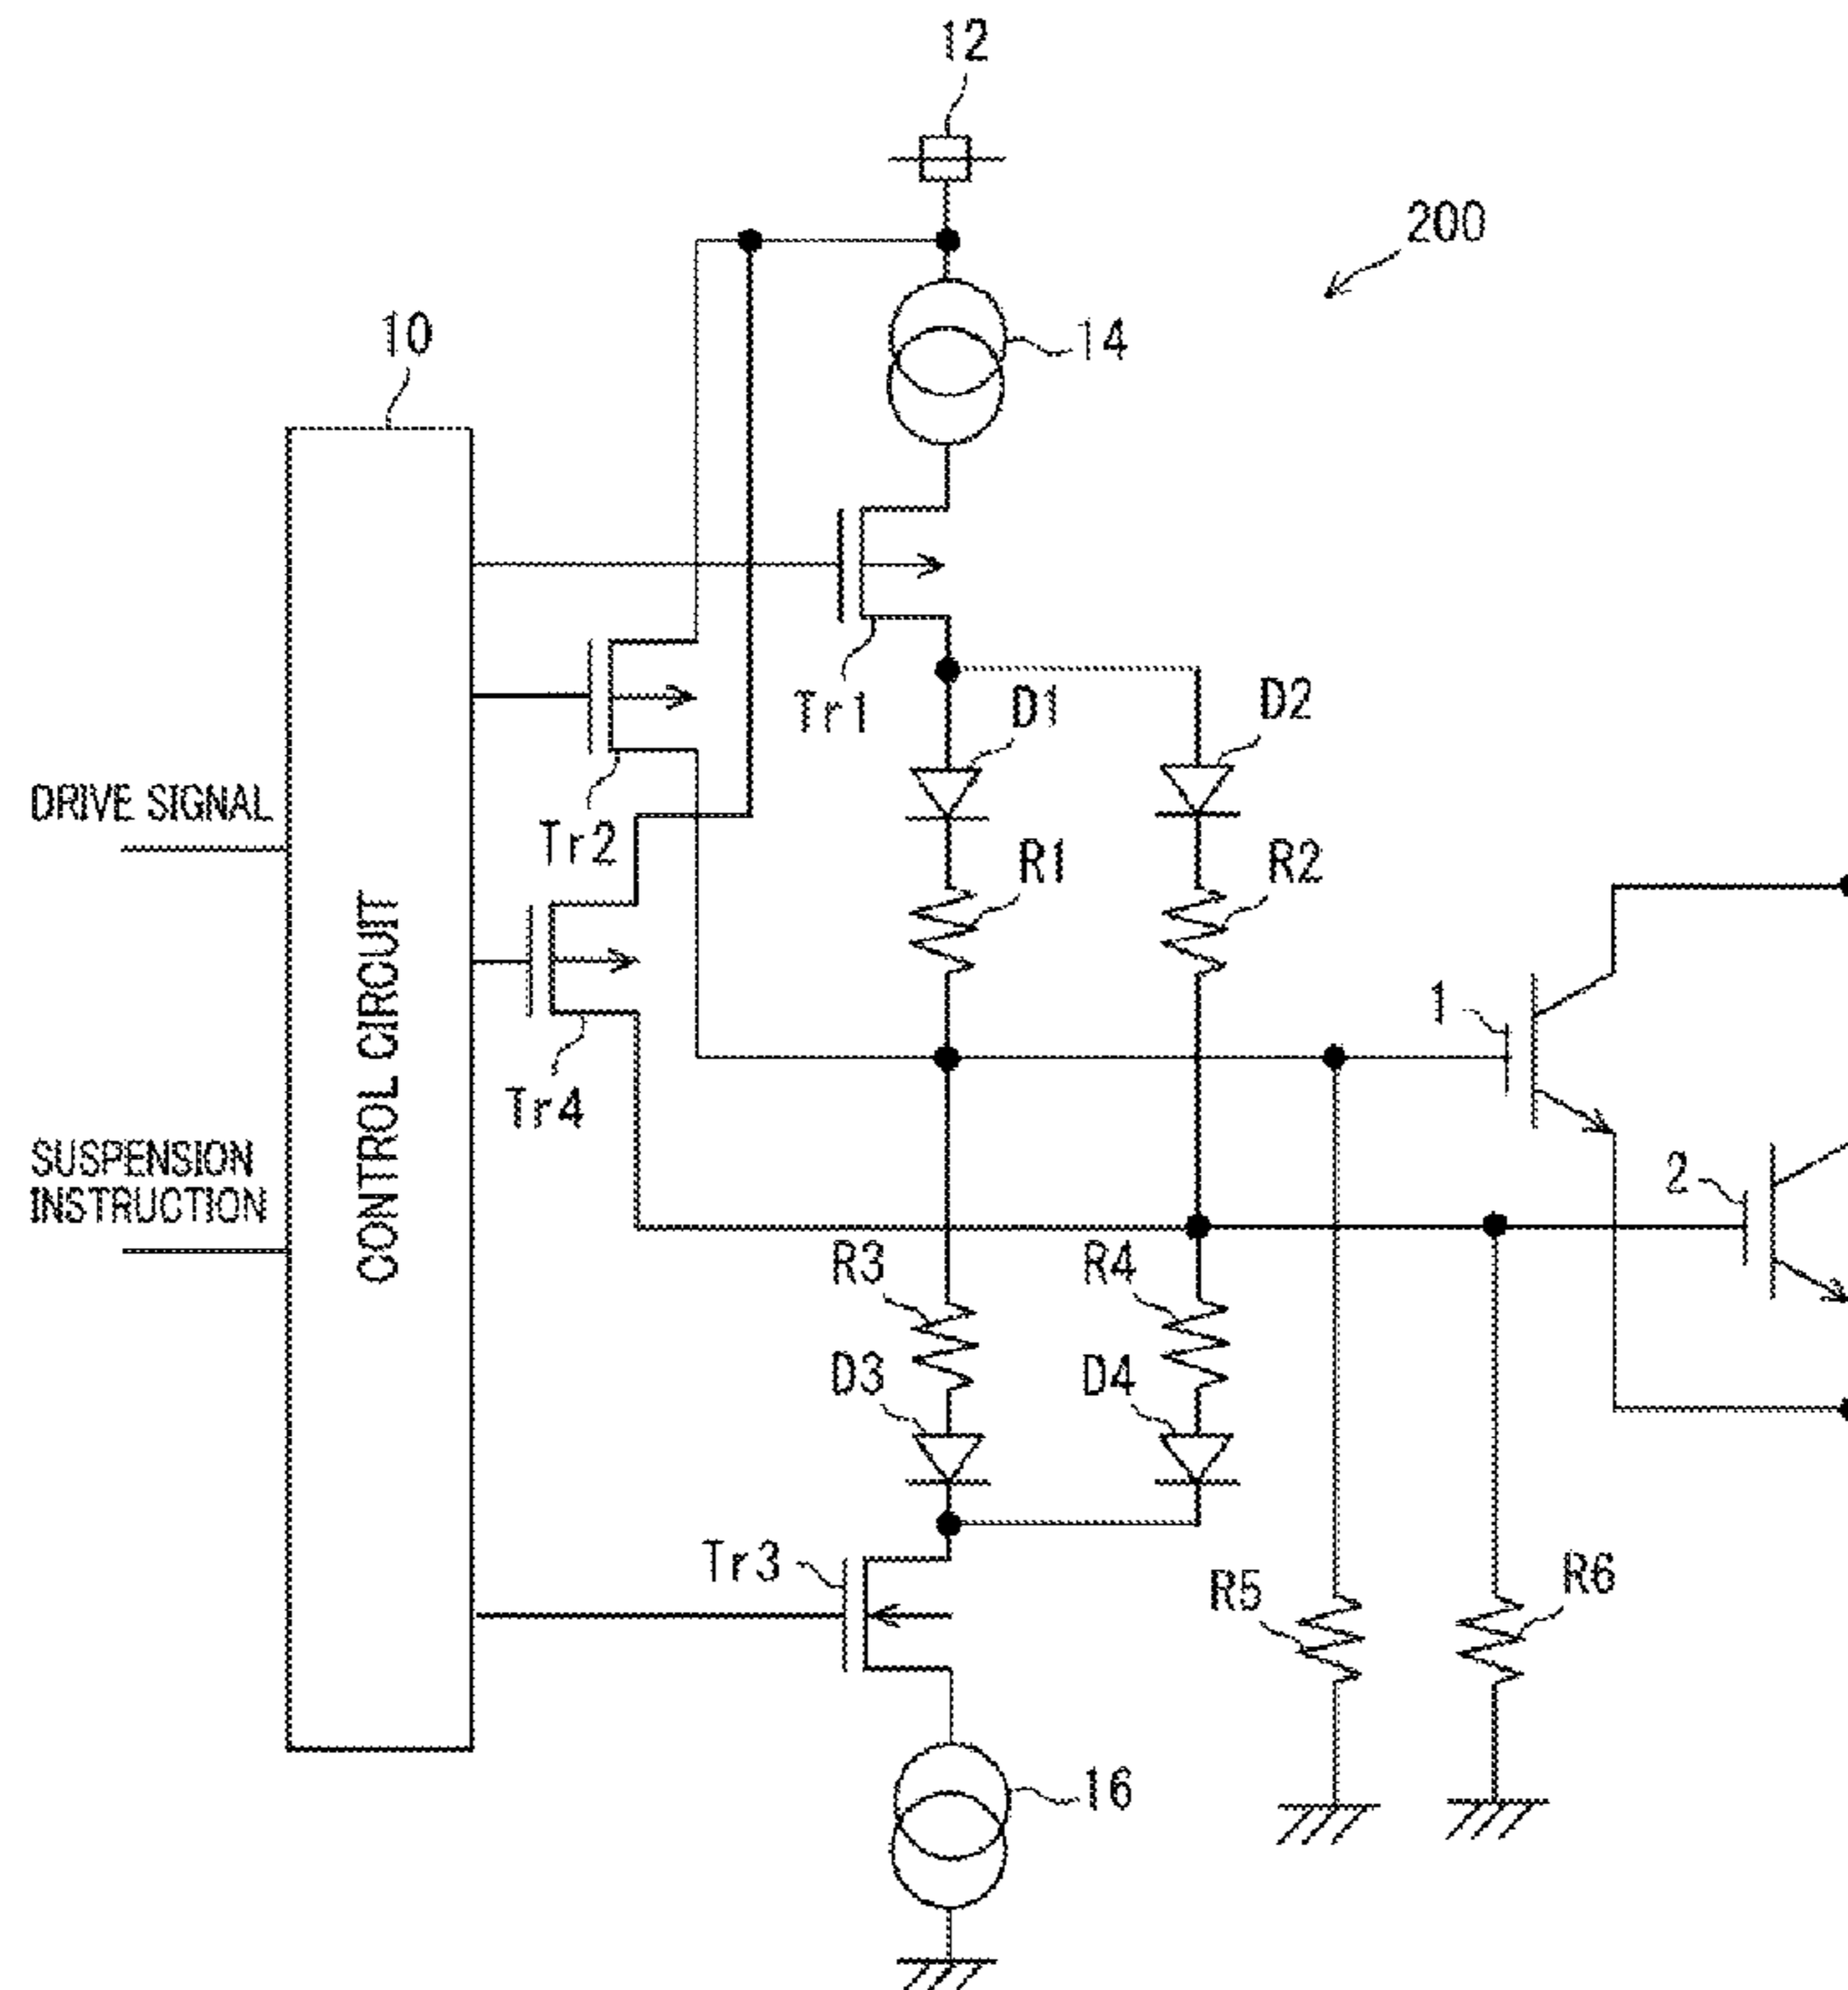 12
200
10
14
Tr1
D1
D2
DRIVE SIGNAL
Tr2
R1
R2
CONTROL CIRCUIT
1
Tr4
SUSPENSION
INSTRUCTION
2
R3
R4
D3
D4
Tr3
R5
R6
16